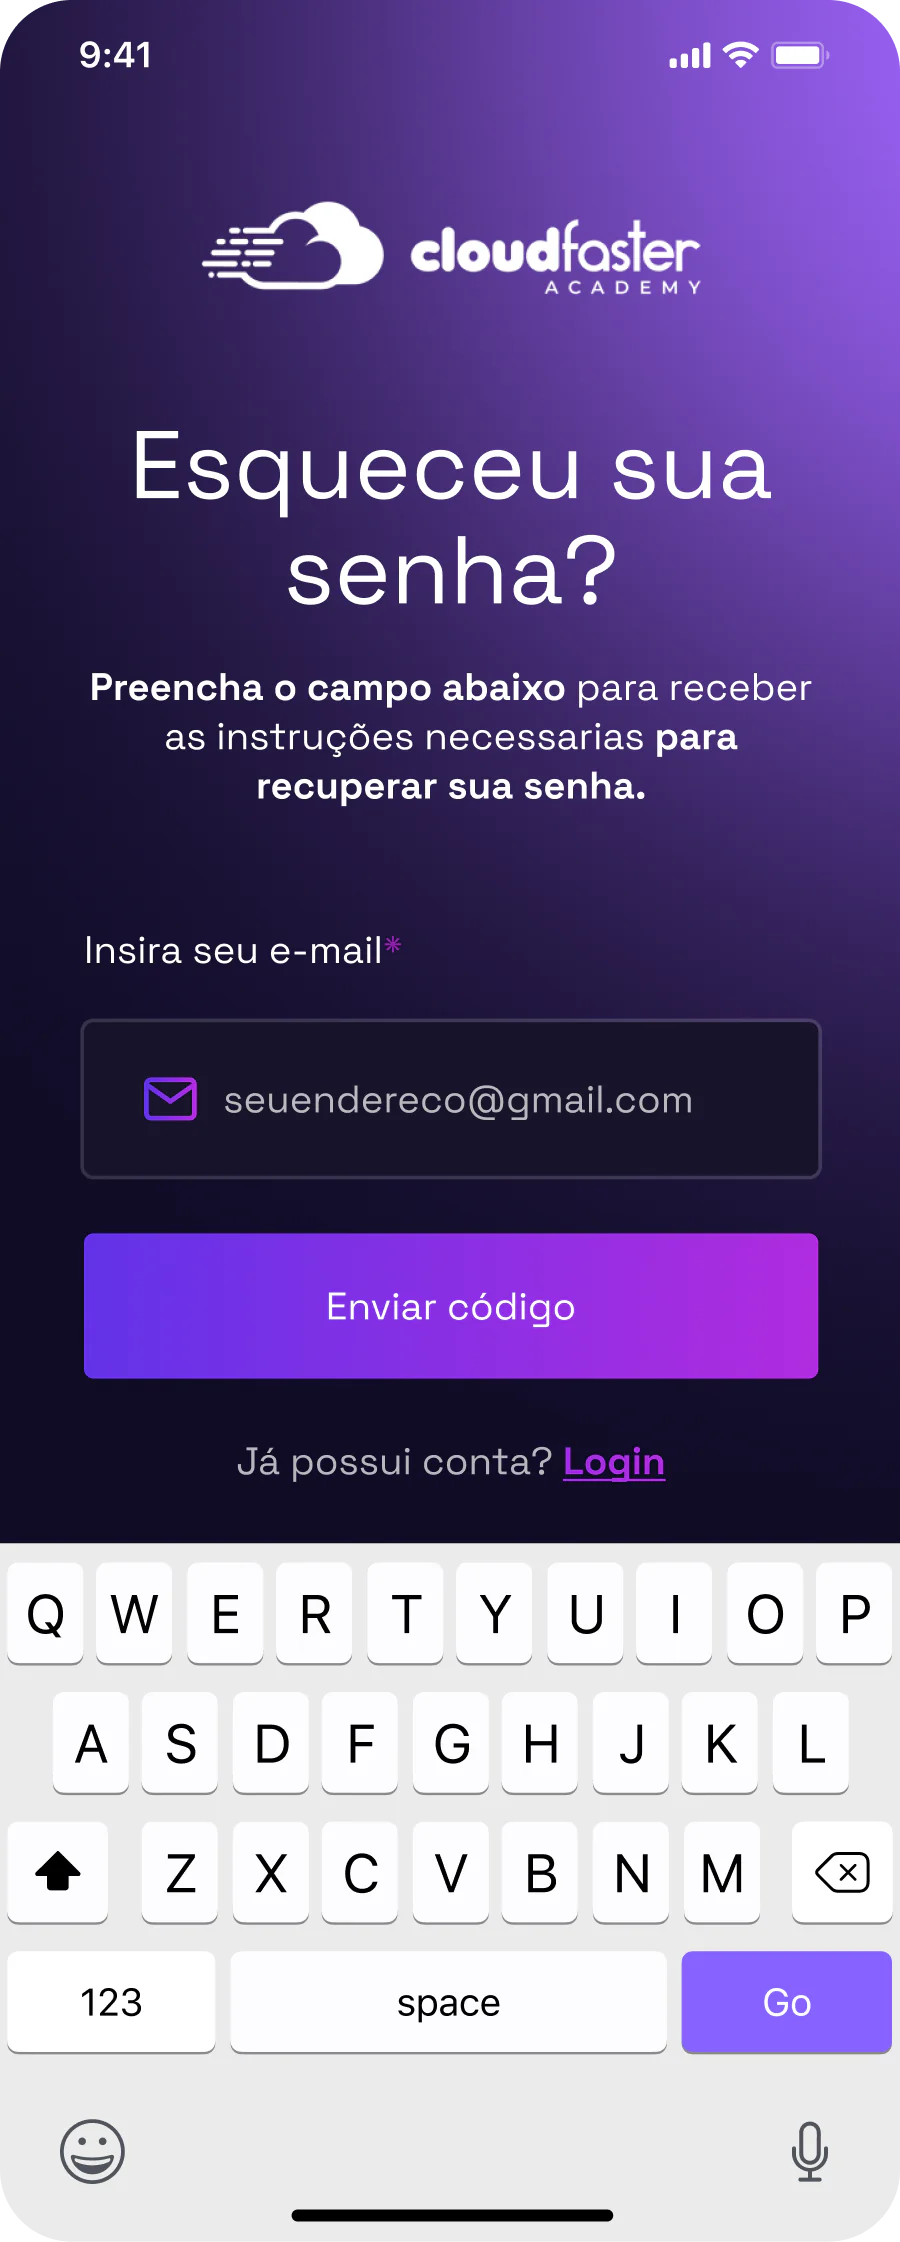 9:41
cloudfaster
ACADEMY
Esqueceu sua
senha?
Preencha o campo abaixo para receber
as instruções necessarias para
recuperar sua senha.
Insira seu e-mail*
seuendereco@gmail.com
Enviar código
Já possui conta? Login
Q W E R T Y U I O P
A S D F G H J K L
Z X C V B N M
123 space Go